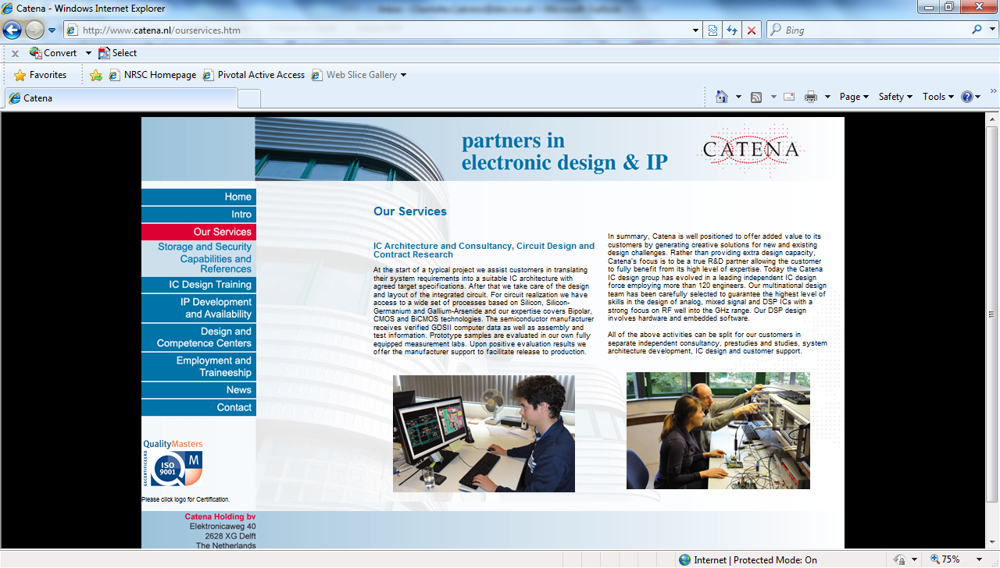 Catena - Windows Internet Explorer
http://www.catena.nl/ourservices.htm
Bing
Convert
Select
Favorites
NRSC Homepage
Pivotal Active Access
Web Slice Gallery
Catena
Page
Safety
Tools
partners in
electronic design & IP
CATENA
Home
Intro
Our Services
Storage and Security
Capabilities and
References
IC Design Training
IP Development
and Availability
Design and
Competence Centers
Employment and
Traineeship
News
Contact
QualityMasters
GECERTIFICEERD
ISO
9001
M
Please click logo for Certification.
Catena Holding bv
Elektronicaweg 40
2628 XG Delft
The Netherlands
Our Services
IC Architecture and Consultancy, Circuit Design and
Contract Research
At the start of a typical project we assist customers in translating
their system requirements into a suitable IC architecture with
agreed target specifications. After that we take care of the design
and layout of the integrated circuit. For circuit realization we have
access to a wide set of processes based on Silicon, Silicon-
Germanium and Gallium-Arsenide and our expertise covers Bipolar,
CMOS and BiCMOS technologies. The semiconductor manufacturer
receives verified GDSII computer data as well as assembly and
test information. Prototype samples are evaluated in our own fully
equipped measurement labs. Upon positive evaluation results we
offer the manufacturer support to facilitate release to production.
In summary, Catena is well positioned to offer added value to its
customers by generating creative solutions for new and existing
design challenges. Rather than providing extra design capacity,
Catena's focus is to be a true R&D partner allowing the customer
to fully benefit from its high level of expertise. Today the Catena
IC design group has evolved in a leading independent IC design
force employing more than 120 engineers. Our multinational design
team has been carefully selected to guarantee the highest level of
skills in the design of analog, mixed signal and DSP ICs with a
strong focus on RF well into the GHz range. Our DSP design
involves hardware and embedded software.
All of the above activities can be split for our customers in
separate independent consultancy, prestudies and studies, system
architecture development, IC design and customer support.
Internet | Protected Mode: On
75%